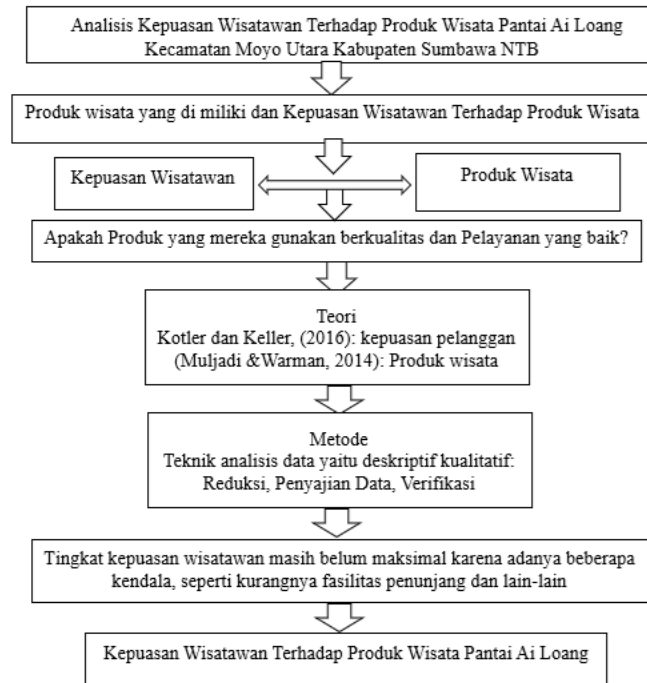 Analisis Kepuasan Wisatawan Terhadap Produk Wisata Pantai Ai Loang
Kecamatan Moyo Utara Kabupaten Sumbawa NTB
Produk wisata yang di miliki dan Kepuasan Wisatawan Terhadap Produk Wisata
Kepuasan Wisatawan
Produk Wisata
Apakah Produk yang mereka gunakan berkualitas dan Pelayanan yang baik?
Teori
Kotler dan Keller, (2016): kepuasan pelanggan
(Muljadi &Warman, 2014): Produk wisata
Metode
Teknik analisis data yaitu deskriptif kualitatif:
Reduksi, Penyajian Data, Verifikasi
Tingkat kepuasan wisatawan masih belum maksimal karena adanya beberapa
kendala, seperti kurangnya fasilitas penunjang dan lain-lain
Kepuasan Wisatawan Terhadap Produk Wisata Pantai Ai Loang